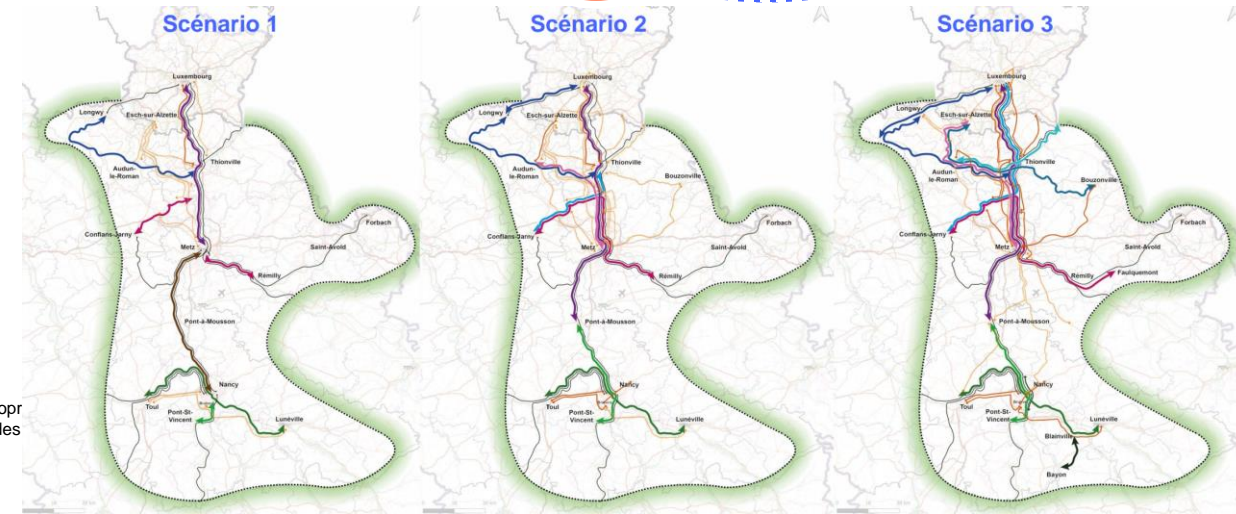 Scénario 1
Luxembourg
Longwy
Esch-sur-Alzette
Thionville
Audun-
le-Roman
Forbach
Conflans-Jarny
Metz
Saint-Avold
Rémilly
Pont-à-Mousson
Nancy
Toul
Pont-St-
Vincent
Lunéville
opr
les
Scénario 2
Luxembourg
Longwy
Esch-sur-Alzette
Thionville
Audun-
le-Roman
Bouzonville
Forbach
Conflans-Jarny
Metz
Saint-Avold
Rémilly
Pont-à-Mousson
Nancy
Toul
Pont-St-
Vincent
Lunéville
Scénario 3
Luxembourg
Longwy
Esch-sur-Alzette
Thionville
Audun-
le-Roman
Bouzonville
Forbach
Conflans-Jarny
Metz
Saint-Avold
Rémilly
Faulquemont
Pont-à-Mousson
Nancy
Toul
Pont-St-
Vincent
Lunéville
Blainville
Bayon